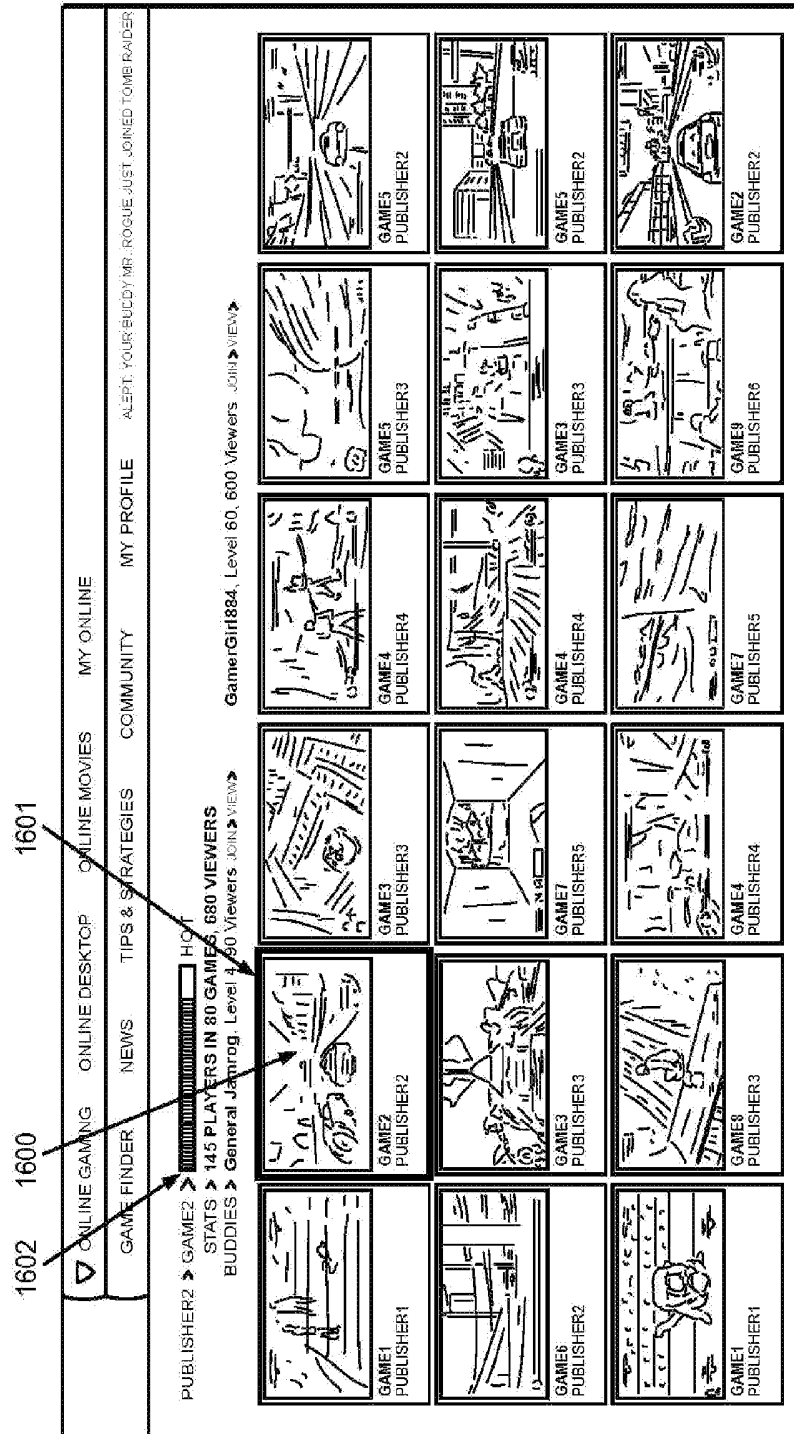 1602
1600
1601
ONLINE GAMING ONLINE DESKTOP ONLINE MOVIES MY ONLINE
GAME FINDER NEWS TIPS & STRATEGIES COMMUNITY MY PROFILE ALERT: YOUR BUDDY MR. ROGUE JUST JOINED TOMB RAIDER
PUBLISHER2 > GAME2 > HOT
STATS > 145 PLAYERS IN 80 GAMES, 680 VIEWERS
BUDDIES > General Jamrog, Level 4, 90 Viewers JOIN> VIEW> GamerGirl884, Level 60, 600 Viewers JOIN> VIEW>
GAME1 GAME2 GAME3 GAME4 GAME5 GAME5
PUBLISHER1 PUBLISHER2 PUBLISHER3 PUBLISHER4 PUBLISHER3 PUBLISHER2
GAME6 GAME3 GAME7 GAME4 GAME3 GAME5
PUBLISHER2 PUBLISHER3 PUBLISHER5 PUBLISHER4 PUBLISHER3 PUBLISHER2
GAME1 GAME8 GAME4 GAME7 GAME9 GAME2
PUBLISHER1 PUBLISHER3 PUBLISHER4 PUBLISHER5 PUBLISHER6 PUBLISHER2